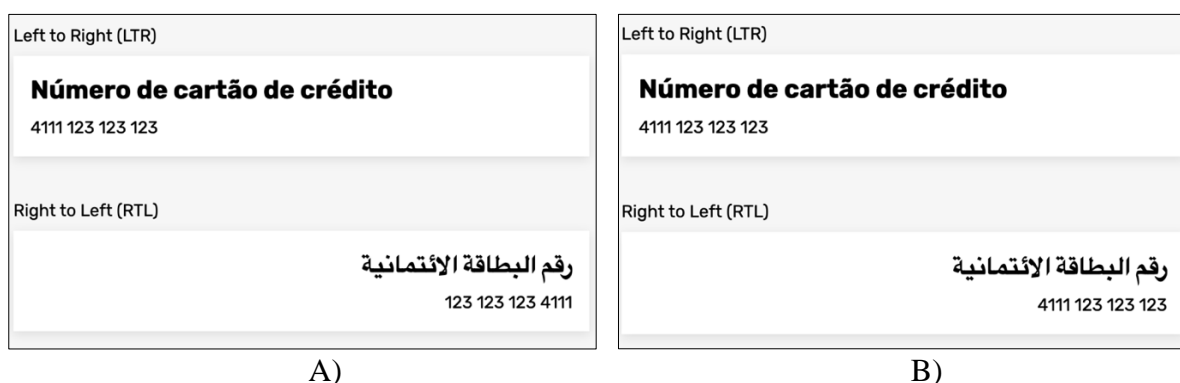 Left to Right (LTR)
Número de cartão de crédito
4111 123 123 123
Right to Left (RTL)
رقم البطاقة الائتمانية
123 123 123 4111
A)
Left to Right (LTR)
Número de cartão de crédito
4111 123 123 123
Right to Left (RTL)
رقم البطاقة الائتمانية
4111 123 123 123
B)